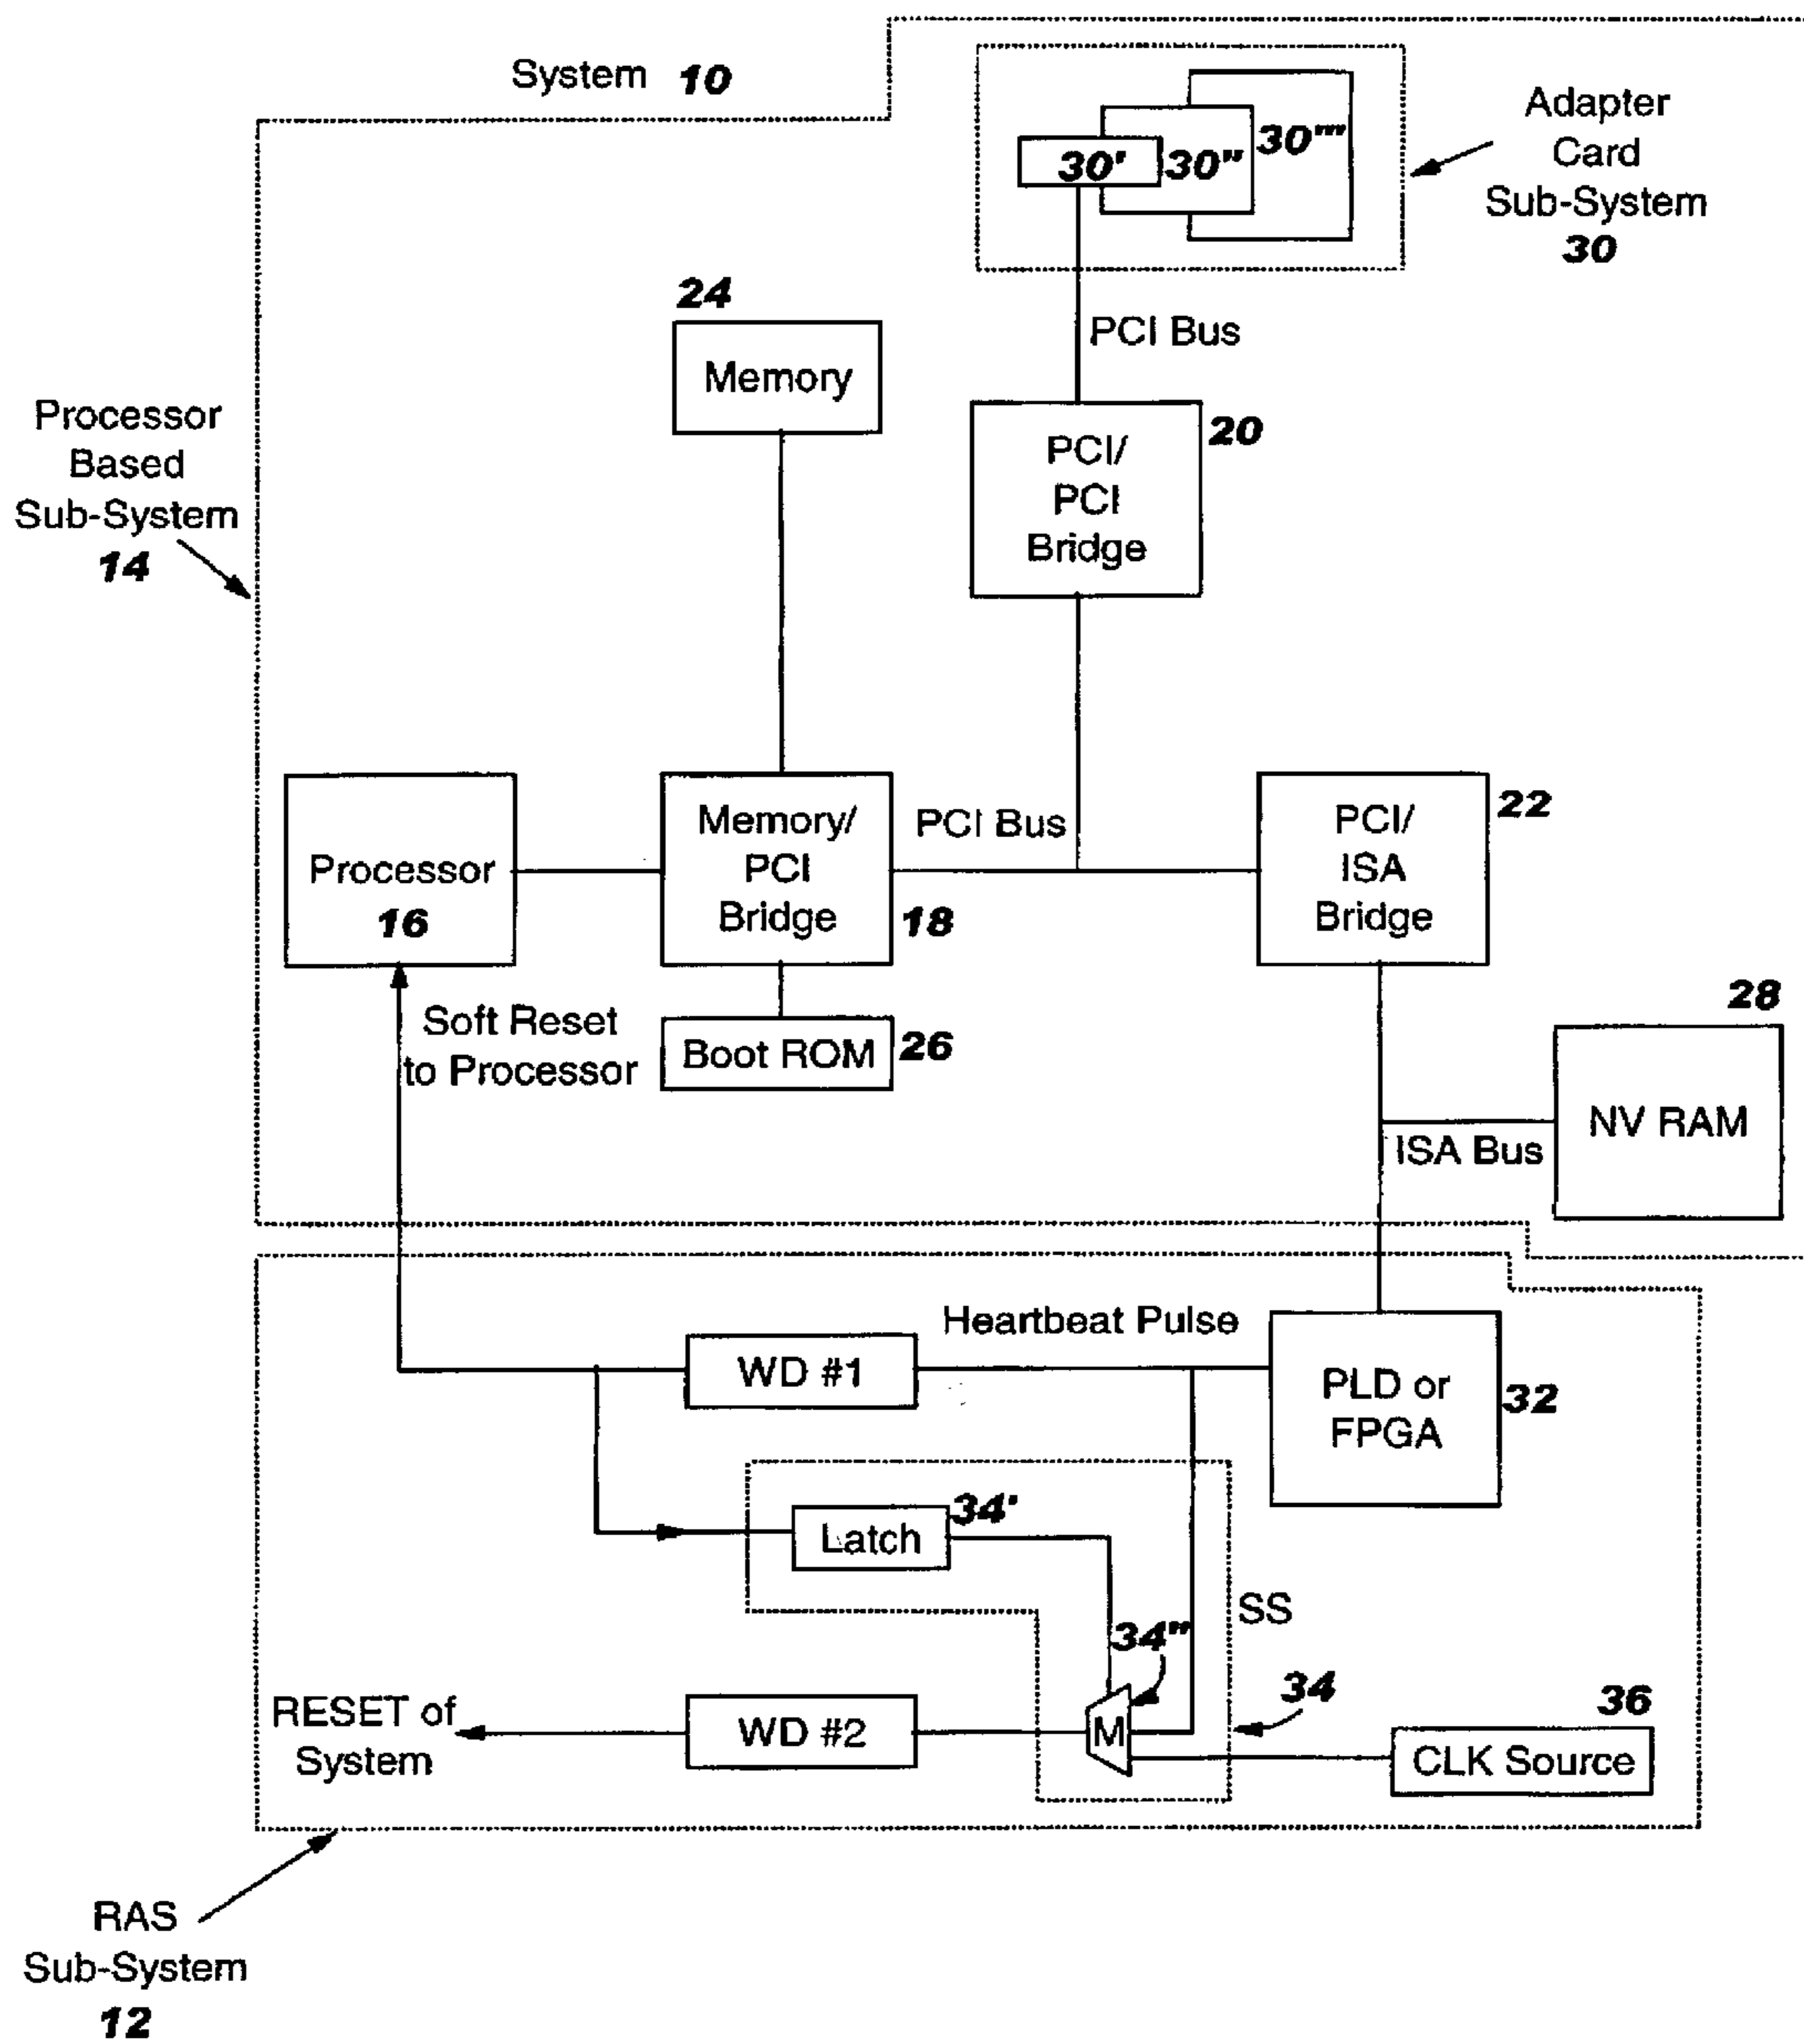 System 10
Adapter
Card
Sub-System
30
30' 30" 30'"
24
Memory
PCI Bus
Processor
Based
Sub-System
14
20
PCI/
PCI
Bridge
Processor
16
Memory/
PCI
Bridge
18
PCI Bus
PCI/
ISA
Bridge
22
Soft Reset
to Processor
Boot ROM 26
28
NV RAM
ISA Bus
Heartbeat Pulse
WD #1
PLD or
FPGA
32
Latch
34'
SS
34"
34
36
RESET of
System
WD #2
M
CLK Source
RAS
Sub-System
12